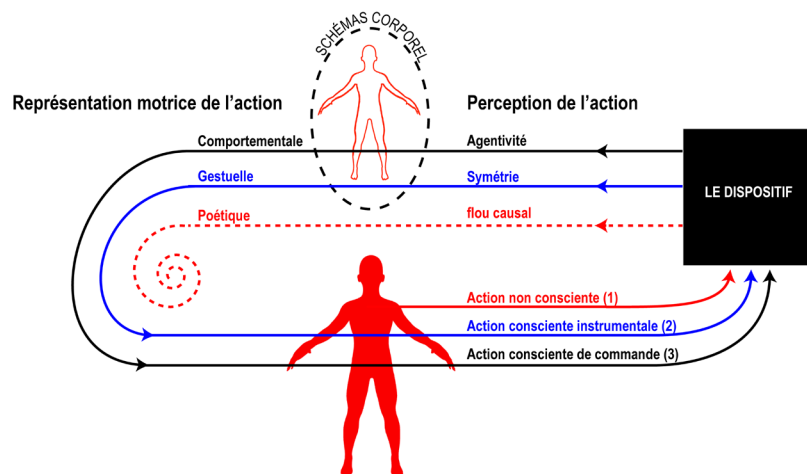 SCHÉMAS CORPOREL
Représentation motrice de l'action
Perception de l'action
Comportementale
Agentivité
Gestuelle
Symétrie
LE DISPOSITIF
Poétique
flou causal
Action non consciente (1)
Action consciente instrumentale (2)
Action consciente de commande (3)